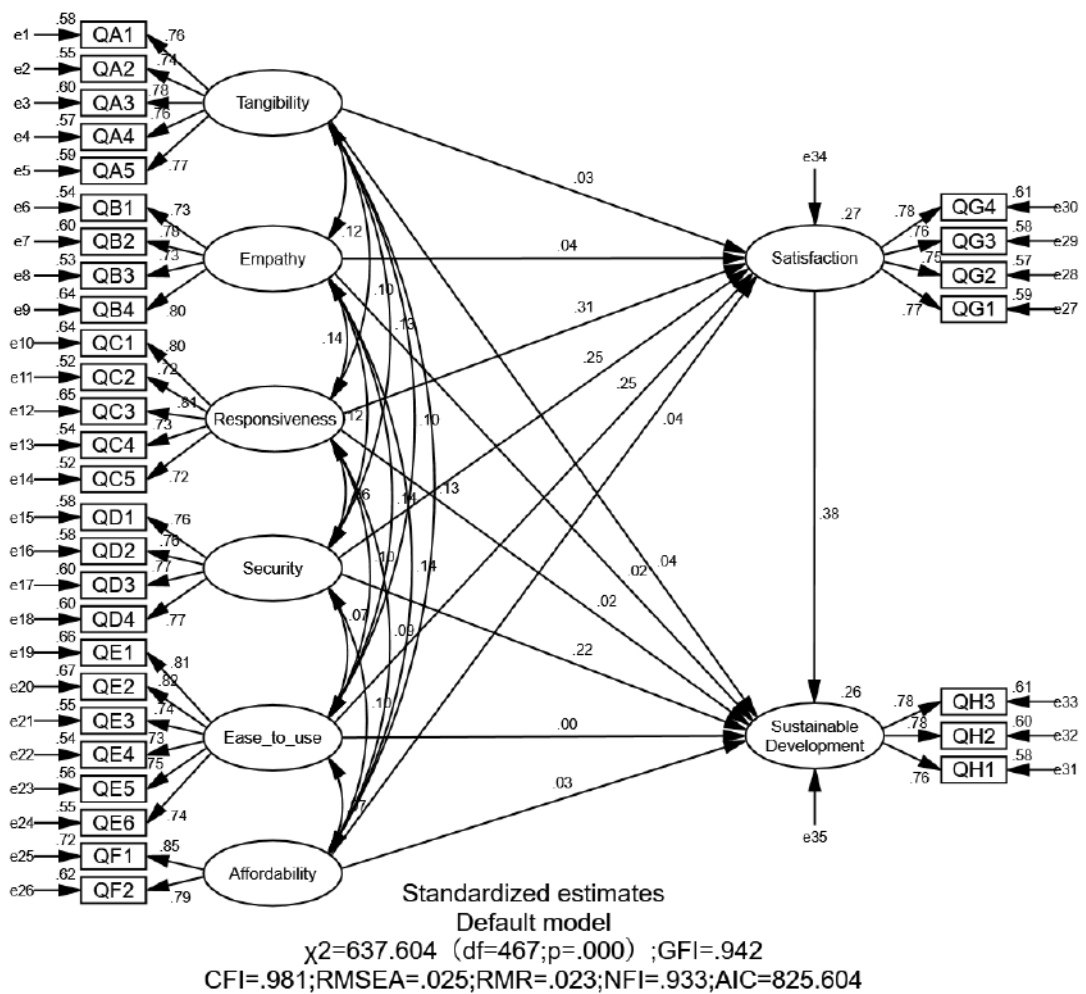 .58
e1 QA1 .76
.55
e2 QA2 .74
.60
e3 QA3 .78
.57
e4 QA4 .76
.59
e5 QA5 .77
Tangibility
.54
e6 QB1 .73
.60
e7 QB2 .78
.53
e8 QB3 .73
.64
e9 QB4 .80
Empathy
.64
e10 QC1 .80
.52
e11 QC2 .72
.65
e12 QC3 .81
.54
e13 QC4 .73
.52
e14 QC5 .72
Responsiveness
.58
e15 QD1 .76
.58
e16 QD2 .76
.60
e17 QD3 .77
.60
e18 QD4 .77
Security
.66
e19 QE1 .81
.67
e20 QE2 .82
.55
e21 QE3 .74
.54
e22 QE4 .73
.56
e23 QE5 .75
.55
e24 QE6 .74
Ease_to_use
.72
e25 QF1 .85
.62
e26 QF2 .79
Affordability
.12
.10
.13
.10
.14
.12
.14
.13
.10
.14
.07
.09
.10
.07
.03
.04
.31
.25
.25
.04
.04
.02
.02
.22
.00
.03
.38
e34
.27
Satisfaction
.61
.78 QG4 e30
.58
.76 QG3 e29
.57
.75 QG2 e28
.59
.77 QG1 e27
.26
Sustainable
Development
e35
.61
.78 QH3 e33
.60
.78 QH2 e32
.58
.76 QH1 e31
Standardized estimates
Default model
χ2=637.604（df=467;p=.000）;GFI=.942
CFI=.981;RMSEA=.025;RMR=.023;NFI=.933;AIC=825.604